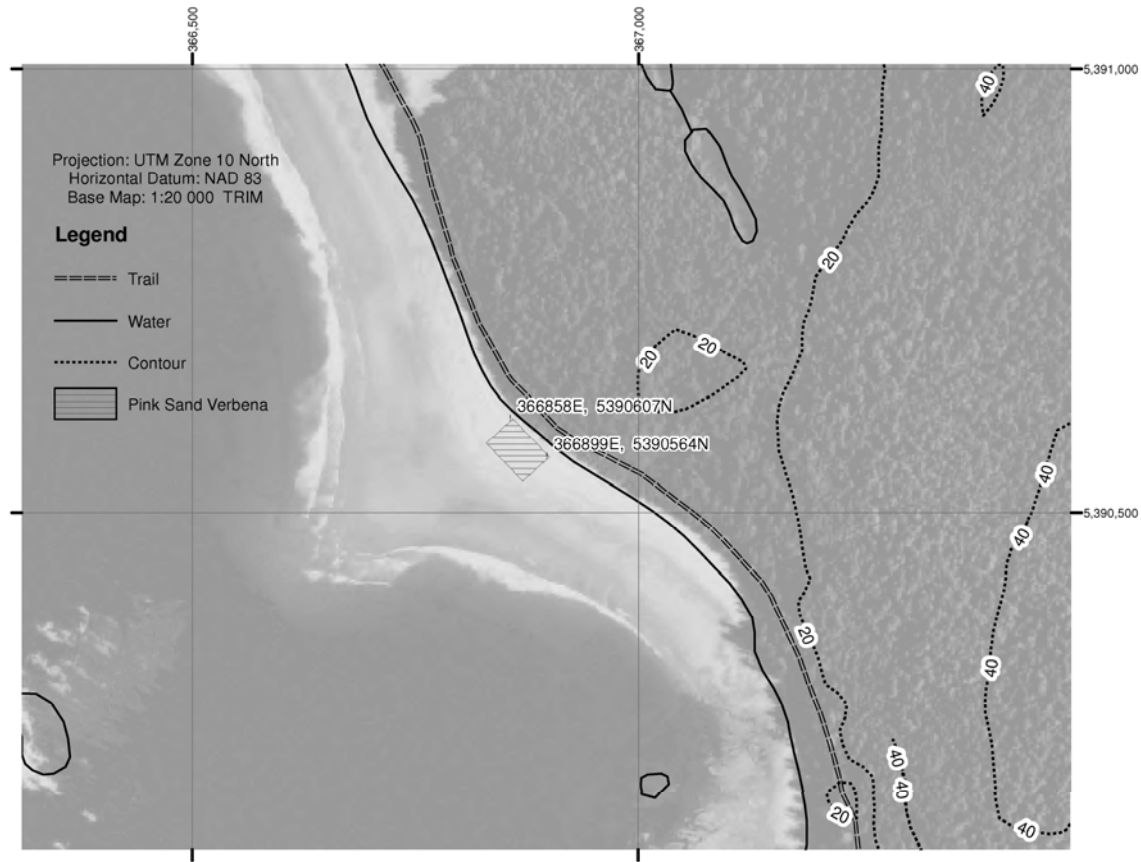 366,500
367,000
5,391,000
40
Projection: UTM Zone 10 North
Horizontal Datum: NAD 83
Base Map: 1:20 000 TRIM
Legend
Trail
Water
Contour
Pink Sand Verbena
20
20
20
366858E, 5390607N
366899E, 5390564N
40
5,390,500
40
20
40
40
40
20
40